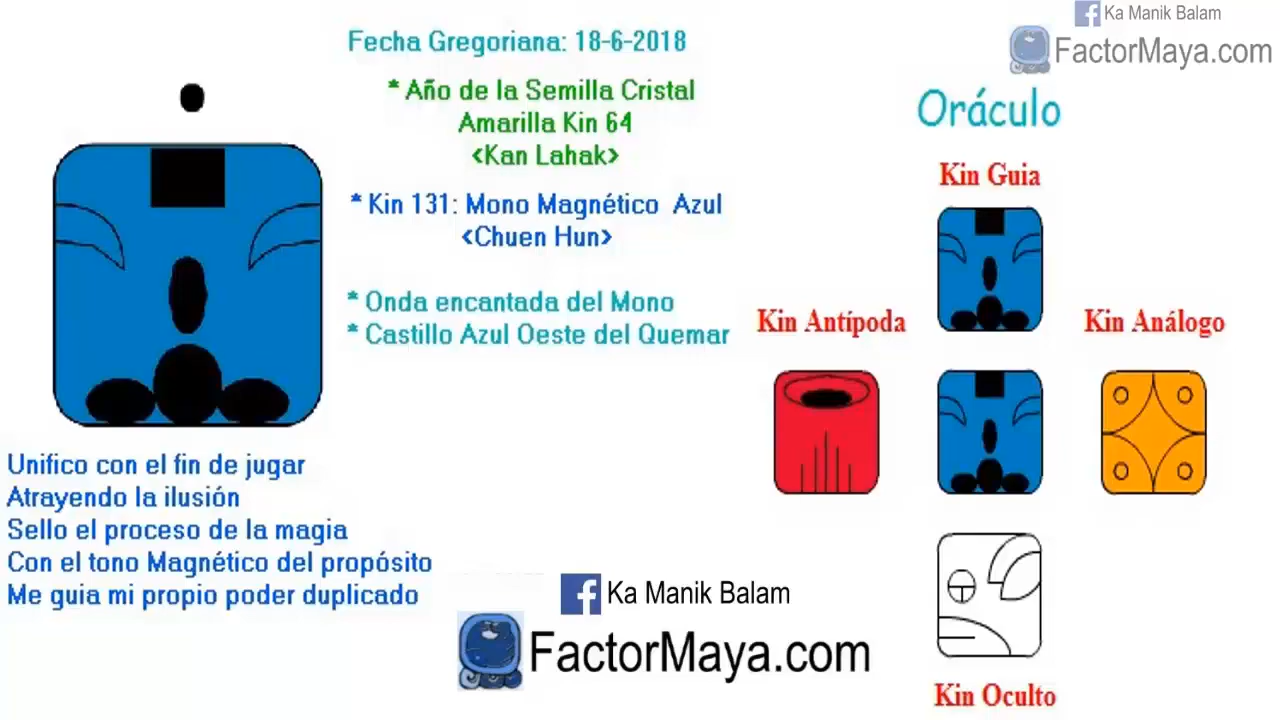 Fecha Gregoriana: 18-6-2018
* Año de la Semilla Cristal
Amarilla Kin 64
<Kan Lahak>
* Kin 131: Mono Magnético Azul
<Chuen Hun>
* Onda encantada del Mono
* Castillo Azul Oeste del Quemar
Unifico con el fin de jugar
Atrayendo la ilusión
Sello el proceso de la magia
Con el tono Magnético del propósito
Me guia mi propio poder duplicado
f Ka Manik Balam
FactorMaya.com
f Ka Manik Balam
FactorMaya.com
Oráculo
Kin Guia
Kin Antípoda
Kin Análogo
Kin Oculto